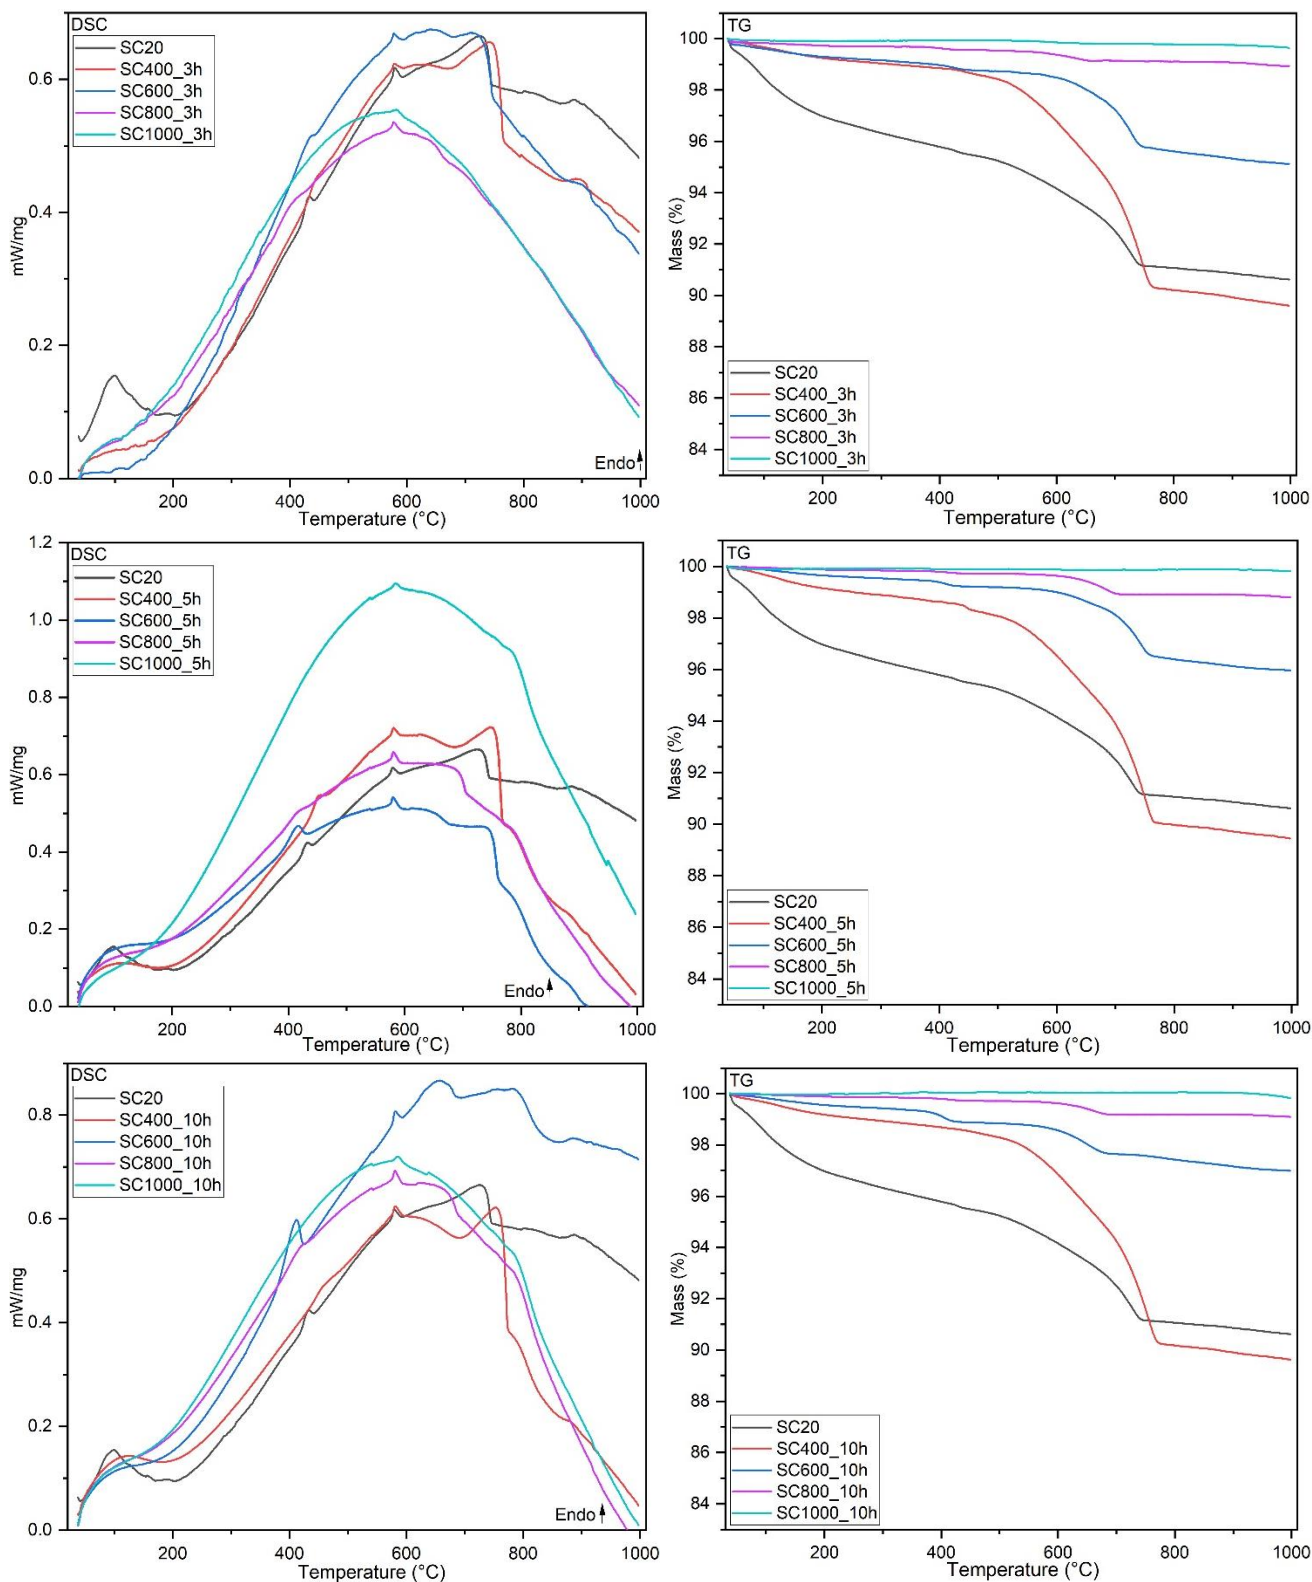 DSC
SC20
SC400_3h
SC600_3h
SC800_3h
SC1000_3h
0.6
0.4
0.2
0.0
mW/mg
Endo
200
400
600
800
1000
Temperature (°C)
TG
100
98
96
94
92
90
88
86
84
Mass (%)
SC20
SC400_3h
SC600_3h
SC800_3h
SC1000_3h
200
400
600
800
1000
Temperature (°C)
DSC
SC20
SC400_5h
SC600_5h
SC800_5h
SC1000_5h
1.2
1.0
0.8
0.6
0.4
0.2
0.0
mW/mg
Endo
200
400
600
800
1000
Temperature (°C)
TG
100
98
96
94
92
90
88
86
84
Mass (%)
SC20
SC400_5h
SC600_5h
SC800_5h
SC1000_5h
200
400
600
800
1000
Temperature (°C)
DSC
SC20
SC400_10h
SC600_10h
SC800_10h
SC1000_10h
0.8
0.6
0.4
0.2
0.0
mW/mg
Endo
200
400
600
800
1000
Temperature (°C)
TG
100
98
96
94
92
90
88
86
84
Mass (%)
SC20
SC400_10h
SC600_10h
SC800_10h
SC1000_10h
200
400
600
800
1000
Temperature (°C)